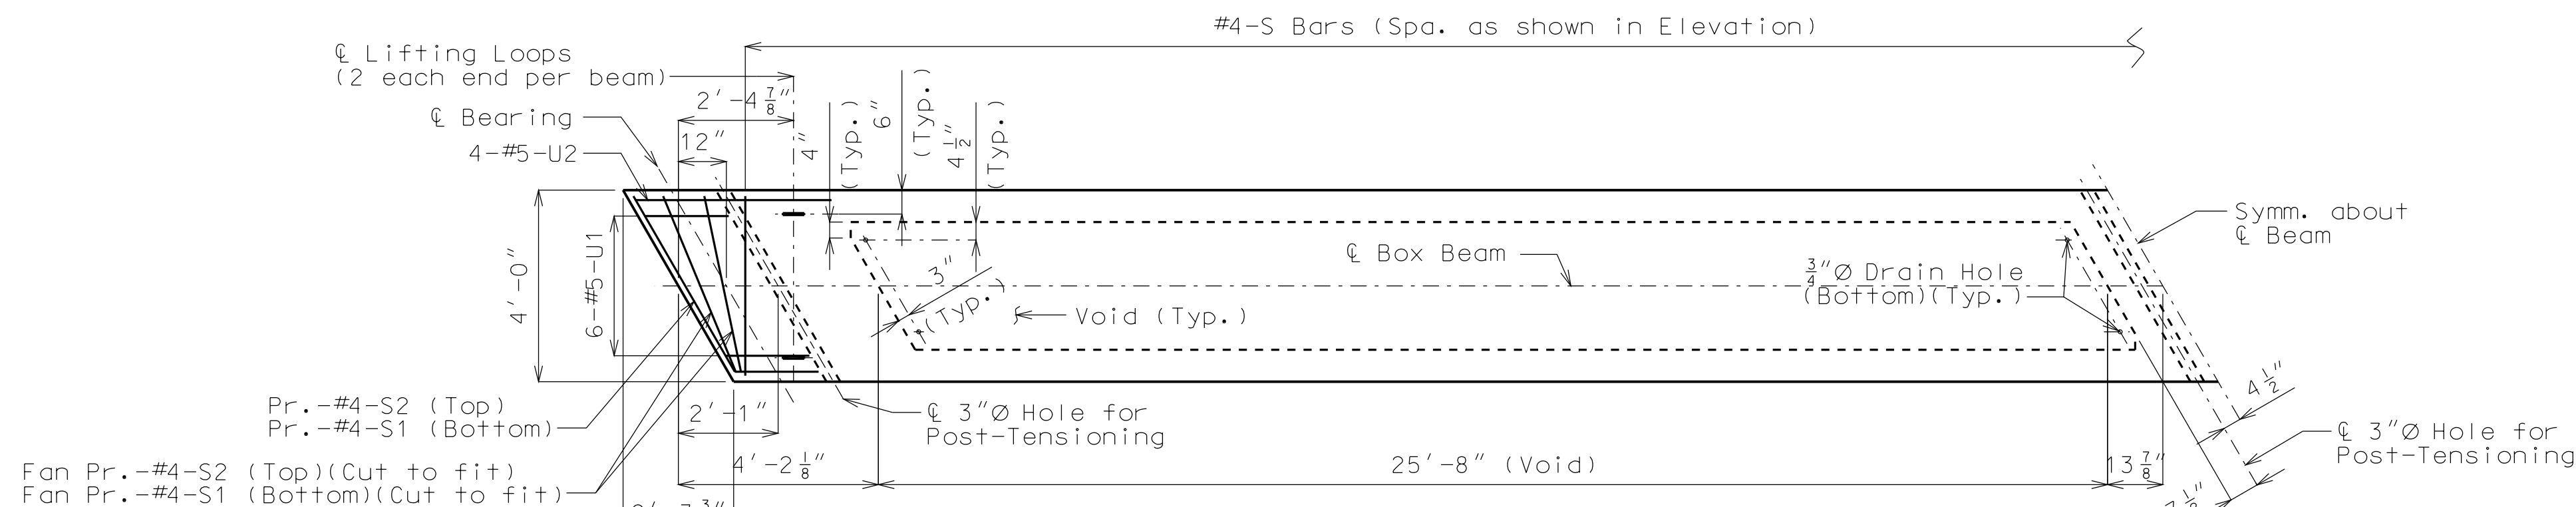 #4-S Bars (Spa. as shown in Elevation)
℄ Lifting Loops
(2 each end per beam)
2'-4 7/8"
℄ Bearing
12"
4-#5-U2
4"
(Typ.)
6"
(Typ.)
4 1/2"
(Typ.)
4'-0"
6-#5-U1
3"
(Typ.)
Void (Typ.)
℄ Box Beam
3/4"Ø Drain Hole
(Bottom)(Typ.)
Symm. about
℄ Beam
Pr.-#4-S2 (Top)
Pr.-#4-S1 (Bottom)
2'-1"
℄ 3"Ø Hole for
Post-Tensioning
4 1/2"
℄ 3"Ø Hole for
Post-Tensioning
Fan Pr.-#4-S2 (Top)(Cut to fit)
Fan Pr.-#4-S1 (Bottom)(Cut to fit)
4'-2 1/8"
25'-8" (Void)
13 7/8"